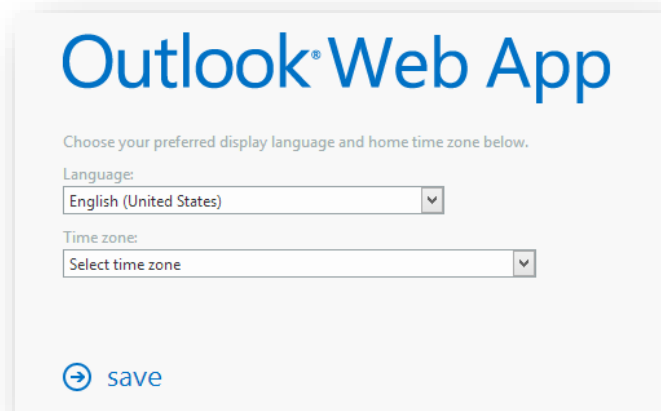 Outlook® Web App
Choose your preferred display language and home time zone below.
Language:
English (United States)
Time zone:
Select time zone
save